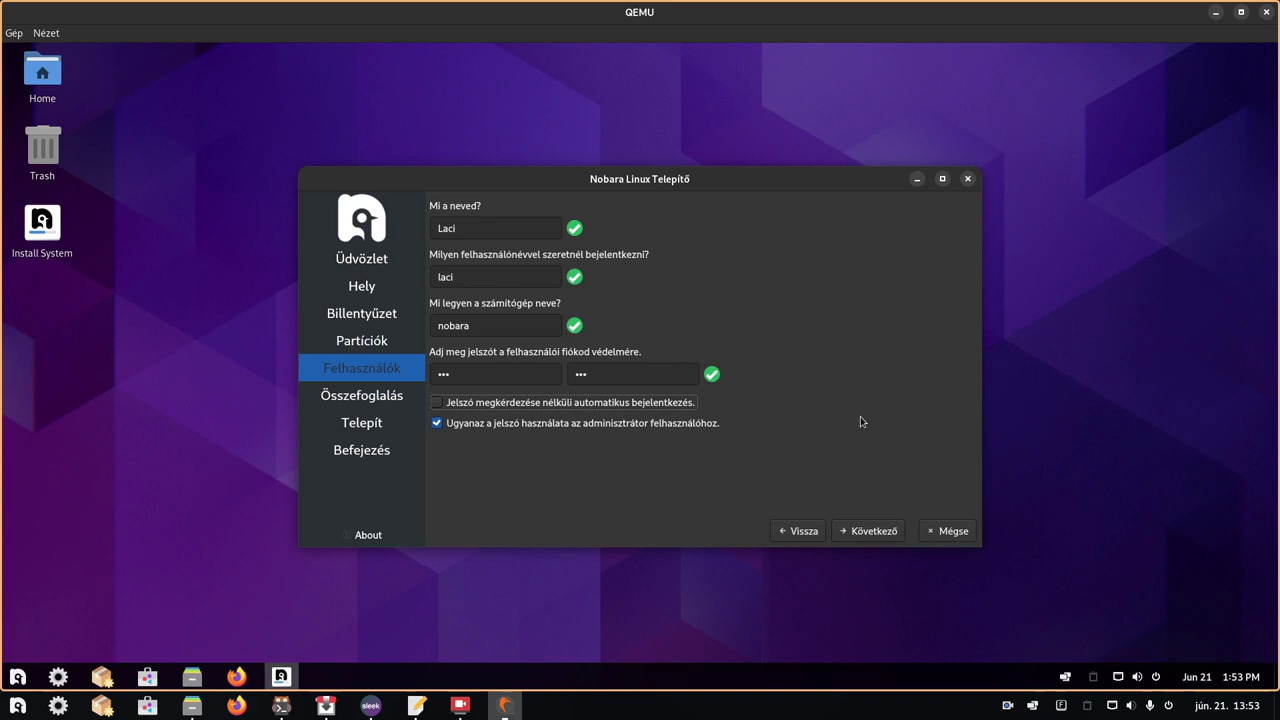 QEMU
Gép Nézet
Home
Trash
Install System
Nobara Linux Telepítő
Üdvözlet
Hely
Billentyűzet
Partíciók
Felhasználók
Összefoglalás
Telepít
Befejezés
About
Mi a neved?
Laci
Milyen felhasználónévvel szeretnél bejelentkezni?
laci
Mi legyen a számítógép neve?
nobara
Adj meg jelszót a felhasználói fiókod védelmére.
••• •••
Jelszó megkérdezése nélküli automatikus bejelentkezés.
Ugyanaz a jelszó használata az adminisztrátor felhasználóhoz.
Vissza Következő Mégse
Jun 21 1:53 PM
sleek
jún. 21. 13:53